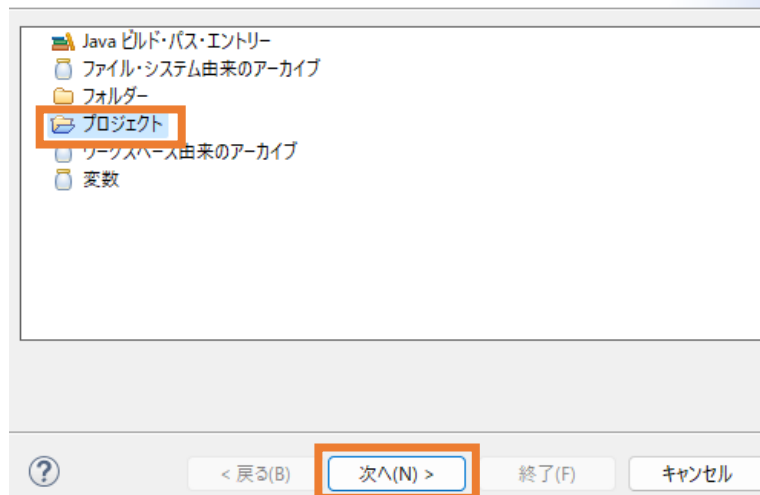 Java ビルド・パス・エントリー
ファイル・システム由来のアーカイブ
フォルダー
プロジェクト
ワークスペース由来のアーカイブ
変数
?
< 戻る(B) 次へ(N) > 終了(F) キャンセル